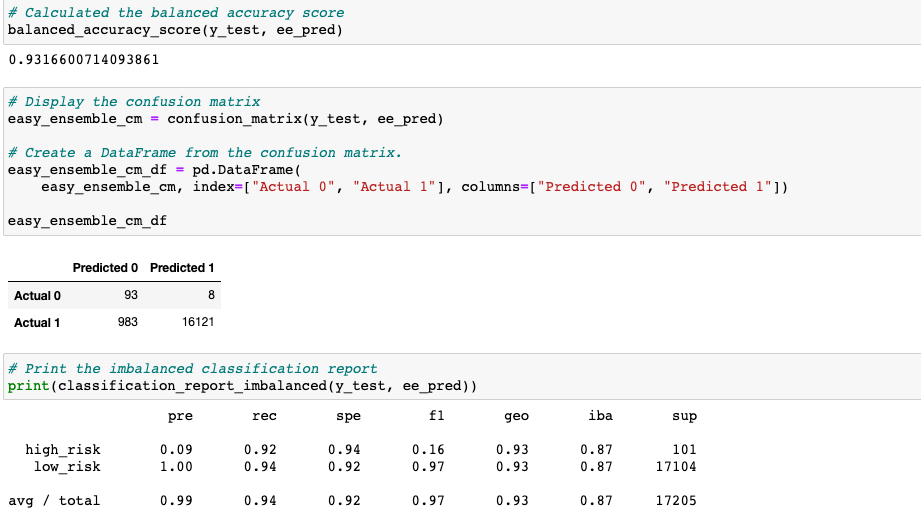 # Calculated the balanced accuracy score
balanced_accuracy_score(y_test, ee_pred)
0.9316600714093861
# Display the confusion matrix
easy_ensemble_cm = confusion_matrix(y_test, ee_pred)
# Create a DataFrame from the confusion matrix.
easy_ensemble_cm_df = pd.DataFrame(
    easy_ensemble_cm, index=["Actual 0", "Actual 1"], columns=["Predicted 0", "Predicted 1"])
easy_ensemble_cm_df
Predicted 0 Predicted 1
Actual 0 93 8
Actual 1 983 16121
# Print the imbalanced classification report
print(classification_report_imbalanced(y_test, ee_pred))
pre rec spe f1 geo iba sup
high_risk 0.09 0.92 0.94 0.16 0.93 0.87 101
low_risk 1.00 0.94 0.92 0.97 0.93 0.87 17104
avg / total 0.99 0.94 0.92 0.97 0.93 0.87 17205